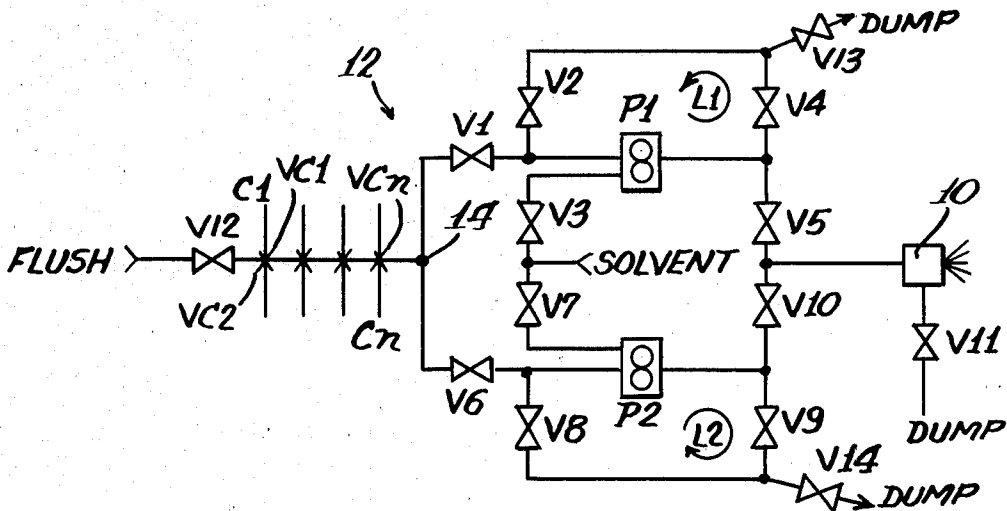 DUMP
V13
12
V2
L1
V4
P1
V1
C1
VC1
VCn
10
V12
14
V3
V5
FLUSH
SOLVENT
VC2
V7
V10
Cn
V11
V6
P2
V8
L2
V9
DUMP
V14
DUMP